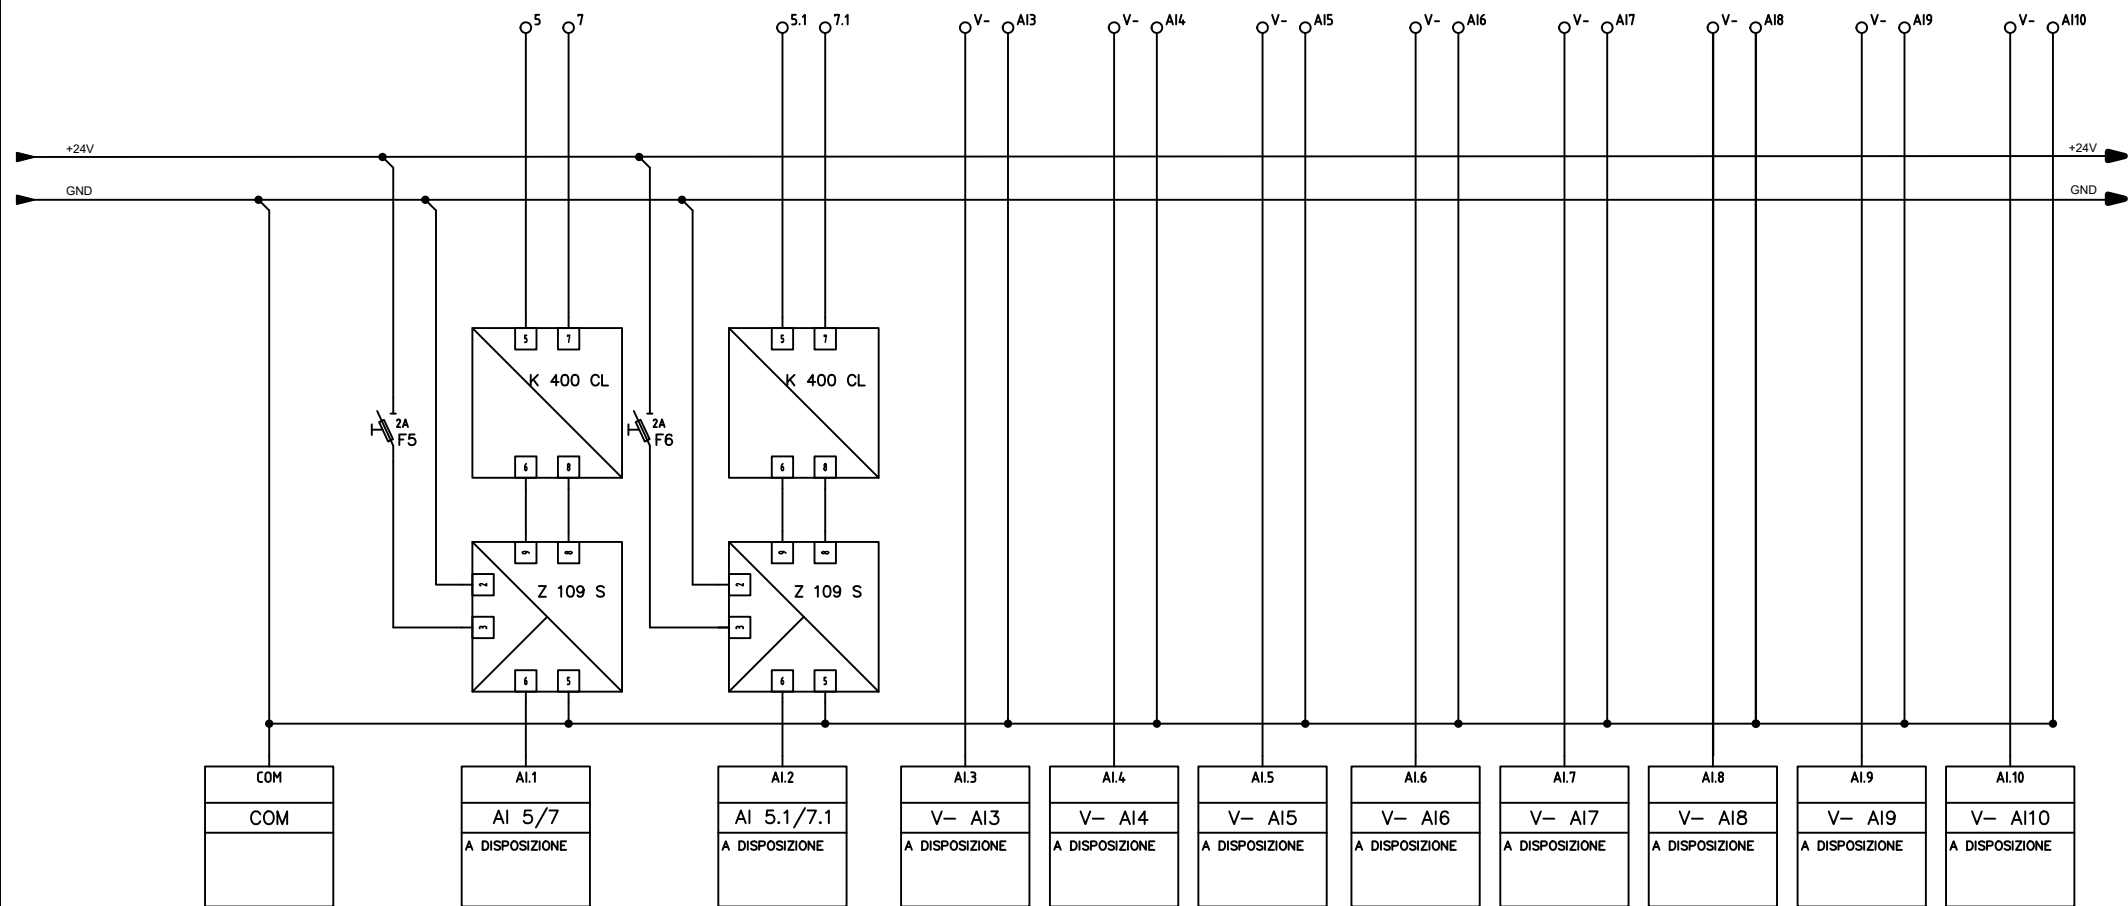 5 7 5.1 7.1 V- AI3 V- AI4 V- AI5 V- AI6 V- AI7 V- AI8 V- AI9 V- AI10
+24V +24V
GND GND
5 7 5 7
K 400 CL K 400 CL
2A 2A
F5 F6
6 8 6 8
9 8 9 8
2 2
Z 109 S Z 109 S
3 3
6 5 6 5
COM AI.1 AI.2 AI.3 AI.4 AI.5 AI.6 AI.7 AI.8 AI.9 AI.10
COM AI 5/7 AI 5.1/7.1 V- AI3 V- AI4 V- AI5 V- AI6 V- AI7 V- AI8 V- AI9 V- AI10
A DISPOSIZIONE A DISPOSIZIONE A DISPOSIZIONE A DISPOSIZIONE A DISPOSIZIONE A DISPOSIZIONE A DISPOSIZIONE A DISPOSIZIONE A DISPOSIZIONE A DISPOSIZIONE